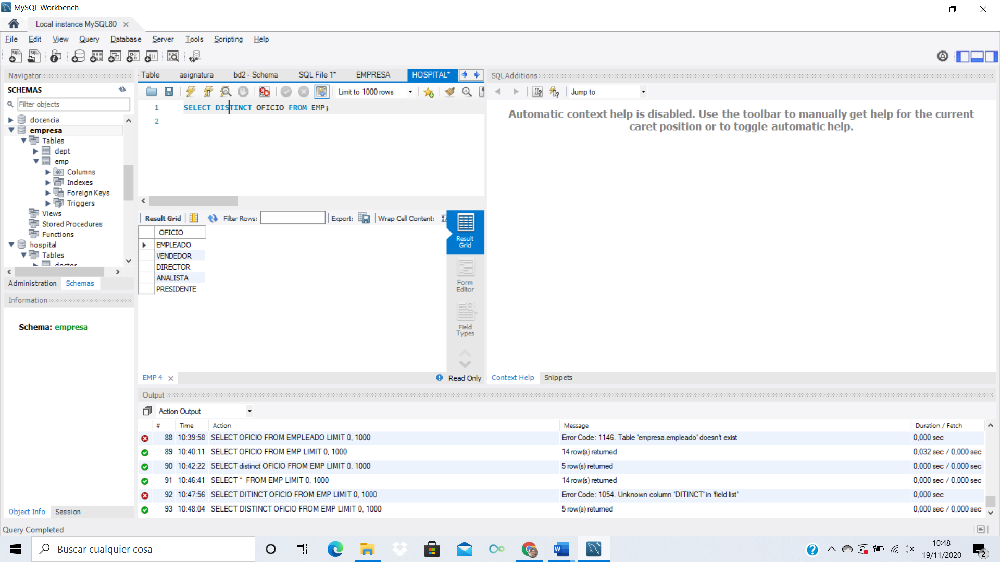 MySQL Workbench
Local instance MySQL80
File Edit View Query Database Server Tools Scripting Help
Navigator
SCHEMAS
Filter objects
docencia
empresa
Tables
dept
emp
Columns
Indexes
Foreign Keys
Triggers
Views
Stored Procedures
Functions
hospital
Tables
doctor
Administration Schemas
Information
Schema: empresa
Object Info Session
Table asignatura bd2 - Schema SQL File 1* EMPRESA HOSPITAL*
Limit to 1000 rows
1 SELECT DISTINCT OFICIO FROM EMP;
2
Result Grid Filter Rows: Export: Wrap Cell Content:
OFICIO
EMPLEADO
VENDEDOR
DIRECTOR
ANALISTA
PRESIDENTE
Result
Grid
Form
Editor
Field
Types
EMP 4 Read Only
SQLAdditions
Jump to
Automatic context help is disabled. Use the toolbar to manually get help for the current
caret position or to toggle automatic help.
Context Help Snippets
Output
Action Output
# Time Action Message Duration / Fetch
88 10:39:58 SELECT OFICIO FROM EMPLEADO LIMIT 0, 1000 Error Code: 1146. Table 'empresa.empleado' doesn't exist 0,000 sec
89 10:40:11 SELECT OFICIO FROM EMP LIMIT 0, 1000 14 row(s) returned 0,032 sec / 0,000 sec
90 10:42:22 SELECT distinct OFICIO FROM EMP LIMIT 0, 1000 5 row(s) returned 0,000 sec / 0,000 sec
91 10:46:41 SELECT * FROM EMP LIMIT 0, 1000 14 row(s) returned 0,000 sec / 0,000 sec
92 10:47:56 SELECT DITINCT OFICIO FROM EMP LIMIT 0, 1000 Error Code: 1054. Unknown column 'DITINCT' in 'field list' 0,000 sec
93 10:48:04 SELECT DISTINCT OFICIO FROM EMP LIMIT 0, 1000 5 row(s) returned 0,000 sec / 0,000 sec
Query Completed
Buscar cualquier cosa
10:48
19/11/2020
2